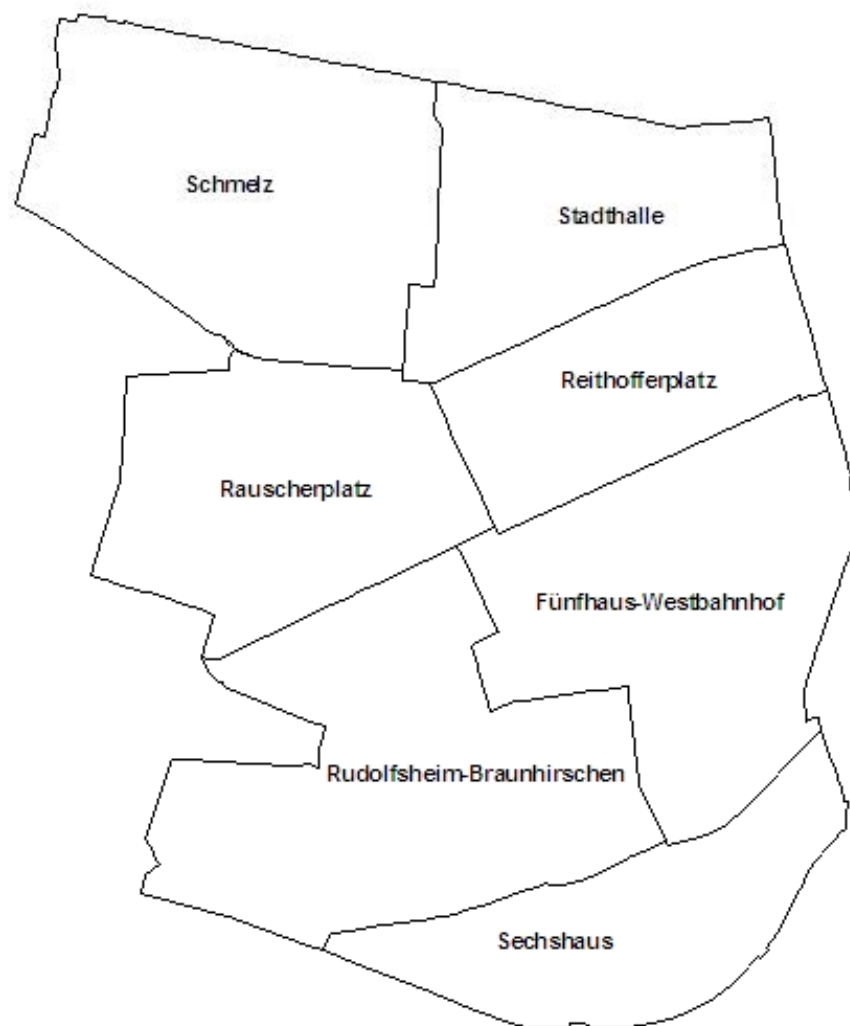 Schmelz
Stadthalle
Reithofferplatz
Rauscherplatz
Fünfhaus-Westbahnhof
Rudolfsheim-Braunhirschen
Sechshaus